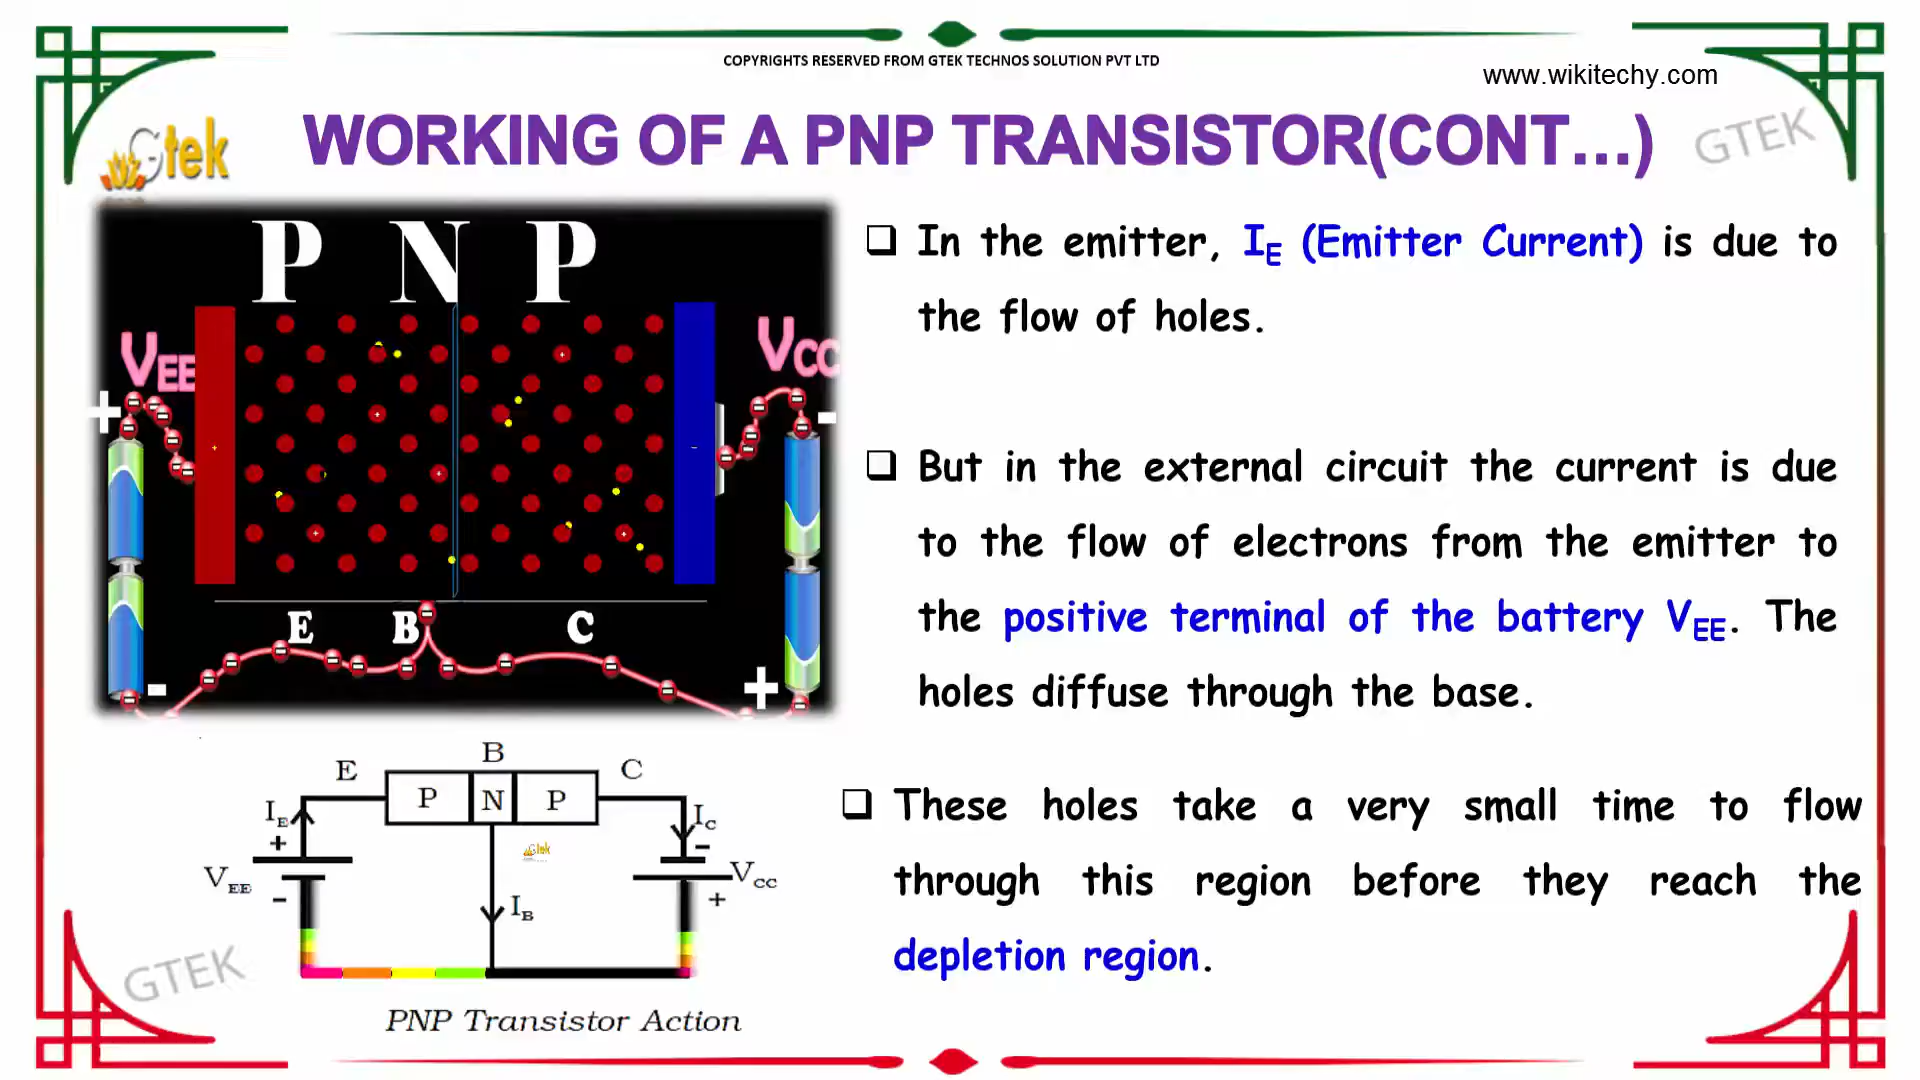 COPYRIGHTS RESERVED FROM GTEK TECHNOS SOLUTION PVT LTD
www.wikitechy.com
Gtek
WORKING OF A PNP TRANSISTOR(CONT...)
GTEK
P N P
VEE
VCC
+
-
+
-
E B C
-
+
❑ In the emitter, IE (Emitter Current) is due to
the flow of holes.
❑ But in the external circuit the current is due
to the flow of electrons from the emitter to
the positive terminal of the battery VEE. The
holes diffuse through the base.
❑ These holes take a very small time to flow
through this region before they reach the
depletion region.
B
E
C
P N P
IE
IC
+
-
Gtek
VEE
VCC
-
+
IB
GTEK
PNP Transistor Action